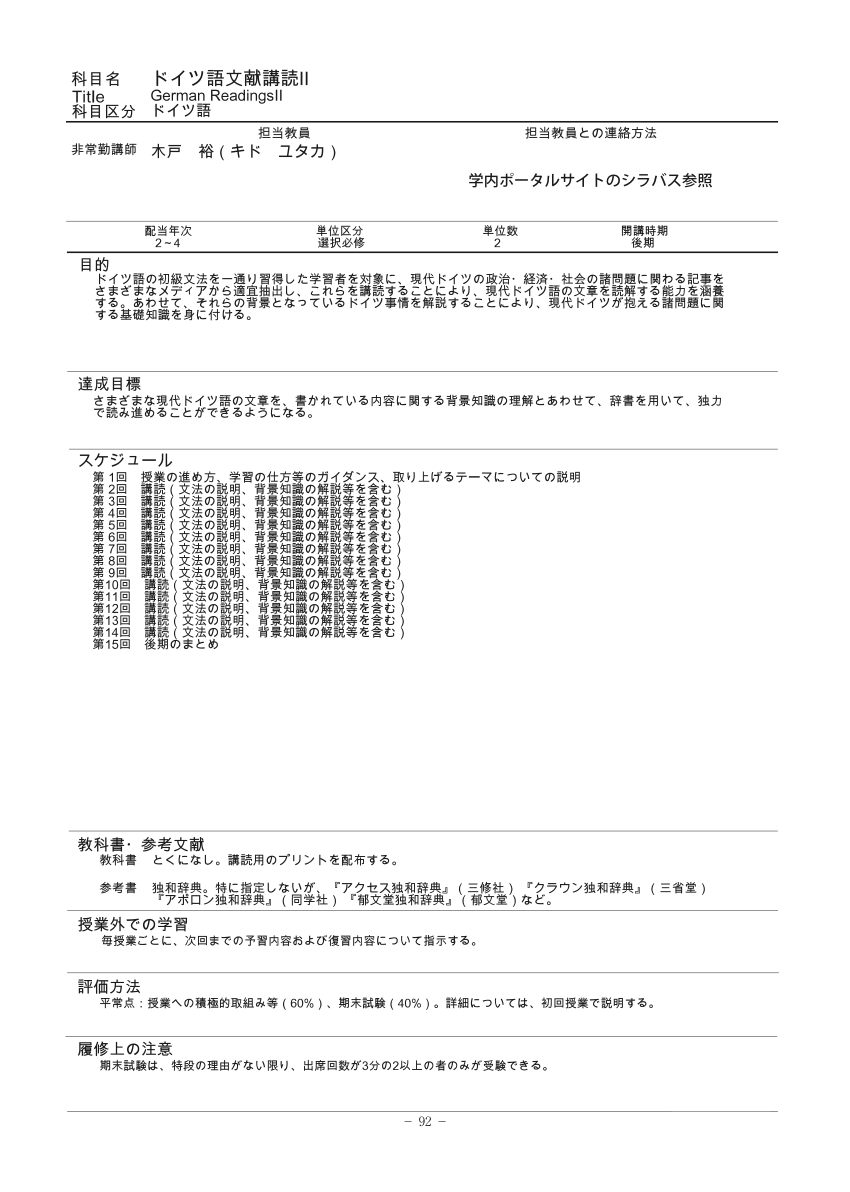 科目名 ドイツ語文献講読II
Title German ReadingsII
科目区分 ドイツ語
担当教員 担当教員との連絡方法
非常勤講師 木戸 裕(キド ユタカ)
学内ポータルサイトのシラバス参照
配当年次 単位区分 単位数 開講時期
2~4 選択必修 2 後期
目的
ドイツ語の初級文法を一通り習得した学習者を対象に、現代ドイツの政治・経済・社会の諸問題に関わる記事を
さまざまなメディアから適宜抽出し、これらを講読することにより、現代ドイツ語の文章を読解する能力を涵養
する。あわせて、それらの背景となっているドイツ事情を解説することにより、現代ドイツが抱える諸問題に関
する基礎知識を身に付ける。
達成目標
さまざまな現代ドイツ語の文章を、書かれている内容に関する背景知識の理解とあわせて、辞書を用いて、独力
で読み進めることができるようになる。
スケジュール
第 1回 授業の進め方、学習の仕方等のガイダンス、取り上げるテーマについての説明
第 2回 講読(文法の説明、背景知識の解説等を含む)
第 3回 講読(文法の説明、背景知識の解説等を含む)
第 4回 講読(文法の説明、背景知識の解説等を含む)
第 5回 講読(文法の説明、背景知識の解説等を含む)
第 6回 講読(文法の説明、背景知識の解説等を含む)
第 7回 講読(文法の説明、背景知識の解説等を含む)
第 8回 講読(文法の説明、背景知識の解説等を含む)
第 9回 講読(文法の説明、背景知識の解説等を含む)
第10回 講読(文法の説明、背景知識の解説等を含む)
第11回 講読(文法の説明、背景知識の解説等を含む)
第12回 講読(文法の説明、背景知識の解説等を含む)
第13回 講読(文法の説明、背景知識の解説等を含む)
第14回 講読(文法の説明、背景知識の解説等を含む)
第15回 後期のまとめ
教科書・参考文献
教科書 とくになし。講読用のプリントを配布する。
参考書 独和辞典。特に指定しないが、『アクセス独和辞典』(三修社)『クラウン独和辞典』(三省堂)
『アポロン独和辞典』(同学社)『郁文堂独和辞典』(郁文堂)など。
授業外での学習
毎授業ごとに、次回までの予習内容および復習内容について指示する。
評価方法
平常点:授業への積極的取組み等(60%)、期末試験(40%)。詳細については、初回授業で説明する。
履修上の注意
期末試験は、特段の理由がない限り、出席回数が3分の2以上の者のみが受験できる。
- 92 -